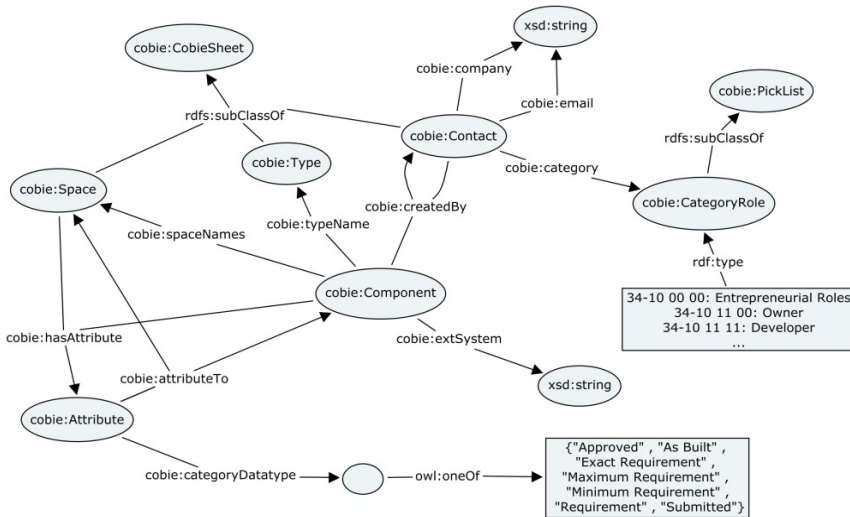 xsd:string
cobie:CobieSheet
cobie:company
cobie:PickList
cobie:email
rdfs:subClassOf
cobie:Contact
rdfs:subClassOf
cobie:Type
cobie:category
cobie:Space
cobie:createdBy
cobie:CategoryRole
cobie:typeName
cobie:spaceNames
rdf:type
cobie:Component
34-10 00 00: Entrepreneurial Roles
34-10 11 00: Owner
34-10 11 11: Developer
...
cobie:hasAttribute
cobie:extSystem
cobie:attributeTo
xsd:string
cobie:Attribute
{"Approved" , "As Built" ,
"Exact Requirement" ,
"Maximum Requirement" ,
"Minimum Requirement" ,
"Requirement" , "Submitted"}
cobie:categoryDatatype
owl:oneOf